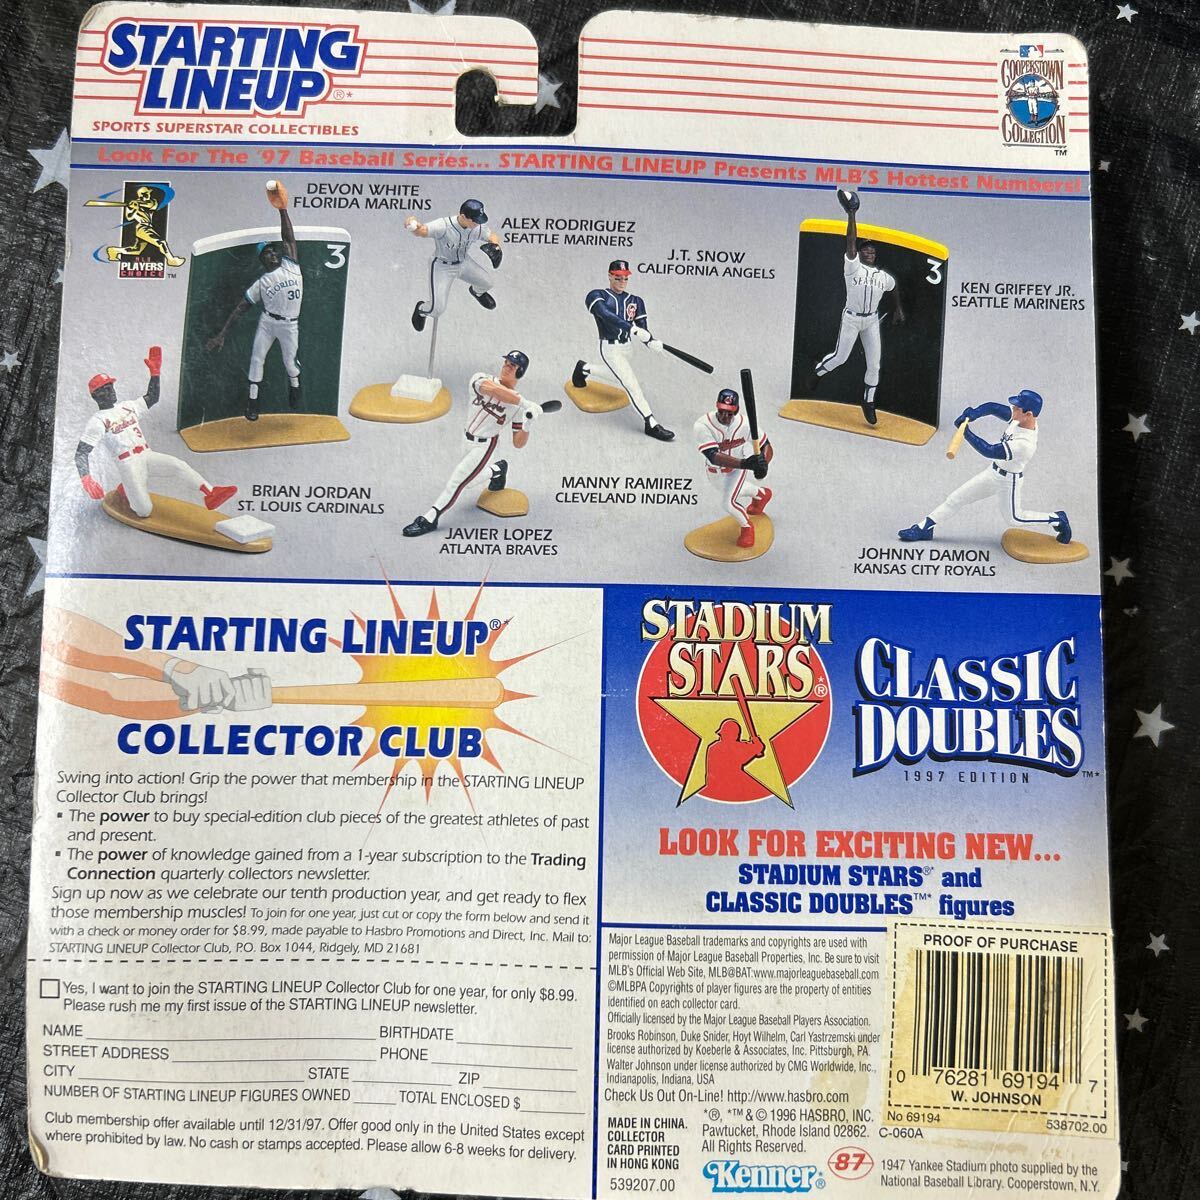 STARTING
LINEUP®*
SPORTS SUPERSTAR COLLECTIBLES
COOPERSTOWN
COLLECTION
TM
Look For The '97 Baseball Series... STARTING LINEUP Presents MLB'S Hottest Numbers!
PLAYERS
CHOICE
TM
DEVON WHITE
FLORIDA MARLINS
ALEX RODRIGUEZ
SEATTLE MARINERS
J.T. SNOW
CALIFORNIA ANGELS
KEN GRIFFEY JR.
SEATTLE MARINERS
3
3
FLORIDA
30
BRIAN JORDAN
ST. LOUIS CARDINALS
JAVIER LOPEZ
ATLANTA BRAVES
MANNY RAMIREZ
CLEVELAND INDIANS
JOHNNY DAMON
KANSAS CITY ROYALS
STARTING LINEUP®*
COLLECTOR CLUB
Swing into action! Grip the power that membership in the STARTING LINEUP
Collector Club brings!
▪ The power to buy special-edition club pieces of the greatest athletes of past
and present.
▪ The power of knowledge gained from a 1-year subscription to the Trading
Connection quarterly collectors newsletter.
Sign up now as we celebrate our tenth production year, and get ready to flex
those membership muscles! To join for one year, just cut or copy the form below and send it
with a check or money order for $8.99, made payable to Hasbro Promotions and Direct, Inc. Mail to:
STARTING LINEUP Collector Club, P.O. Box 1044, Ridgely, MD 21681
Yes, I want to join the STARTING LINEUP Collector Club for one year, for only $8.99.
Please rush me my first issue of the STARTING LINEUP newsletter.
NAME BIRTHDATE
STREET ADDRESS PHONE
CITY STATE ZIP
NUMBER OF STARTING LINEUP FIGURES OWNED TOTAL ENCLOSED $
Club membership offer available until 12/31/97. Offer good only in the United States except
where prohibited by law. No cash or stamps accepted. Please allow 6-8 weeks for delivery.
STADIUM
STARS®
CLASSIC
DOUBLES
1997 EDITION
TM*
LOOK FOR EXCITING NEW...
STADIUM STARS®* and
CLASSIC DOUBLES™* figures
Major League Baseball trademarks and copyrights are used with
permission of Major League Baseball Properties, Inc. Be sure to visit
MLB's Official Web Site, MLB@BAT:www.majorleaguebaseball.com
©MLBPA Copyrights of player figures are the property of entities
identified on each collector card.
Officially licensed by the Major League Baseball Players Association.
Brooks Robinson, Duke Snider, Hoyt Wilhelm, Carl Yastrzemski under
license authorized by Koeberle & Associates, Inc. Pittsburgh, PA.
Walter Johnson under license authorized by CMG Worldwide, Inc.,
Indianapolis, Indiana, USA
Check Us Out On-Line! http://www.hasbro.com
PROOF OF PURCHASE
0 76281 69194 7
W. JOHNSON
No 69194
538702.00
C-060A
MADE IN CHINA.
COLLECTOR
CARD PRINTED
IN HONG KONG
539207.00
*®, *™ & © 1996 HASBRO, INC.
Pawtucket, Rhode Island 02862.
All Rights Reserved.
Kenner®
87
1947 Yankee Stadium photo supplied by the
National Baseball Library. Cooperstown, N.Y.